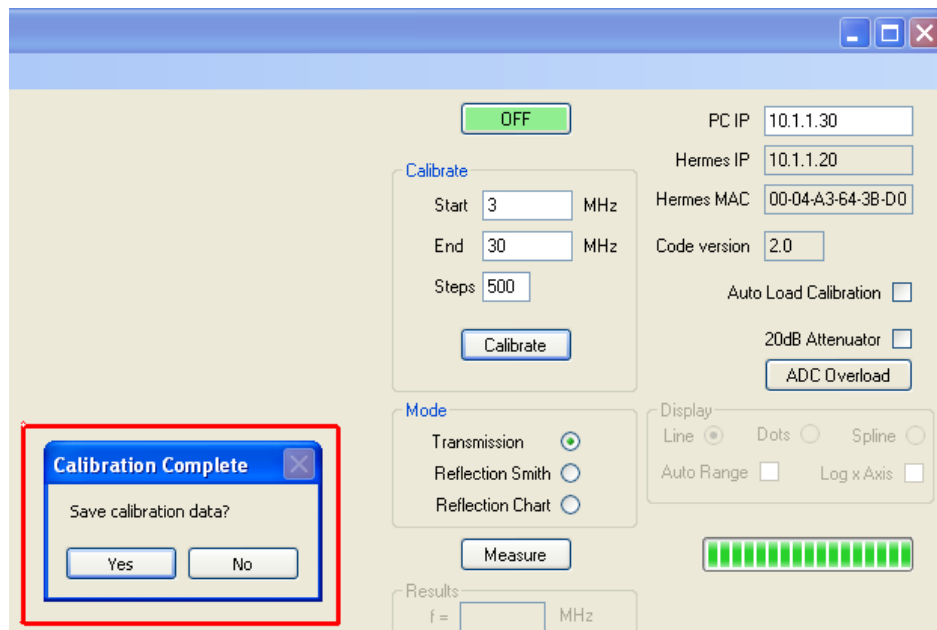 OFF
PC IP 10.1.1.30
Hermes IP 10.1.1.20
Calibrate
Start 3 MHz
Hermes MAC 00-04-A3-64-3B-D0
End 30 MHz
Code version 2.0
Steps 500
Auto Load Calibration
Calibrate
20dB Attenuator
ADC Overload
Mode
Transmission
Reflection Smith
Reflection Chart
Display
Line Dots Spline
Auto Range Log x Axis
Calibration Complete
Save calibration data?
Yes No
Measure
Results
f = MHz